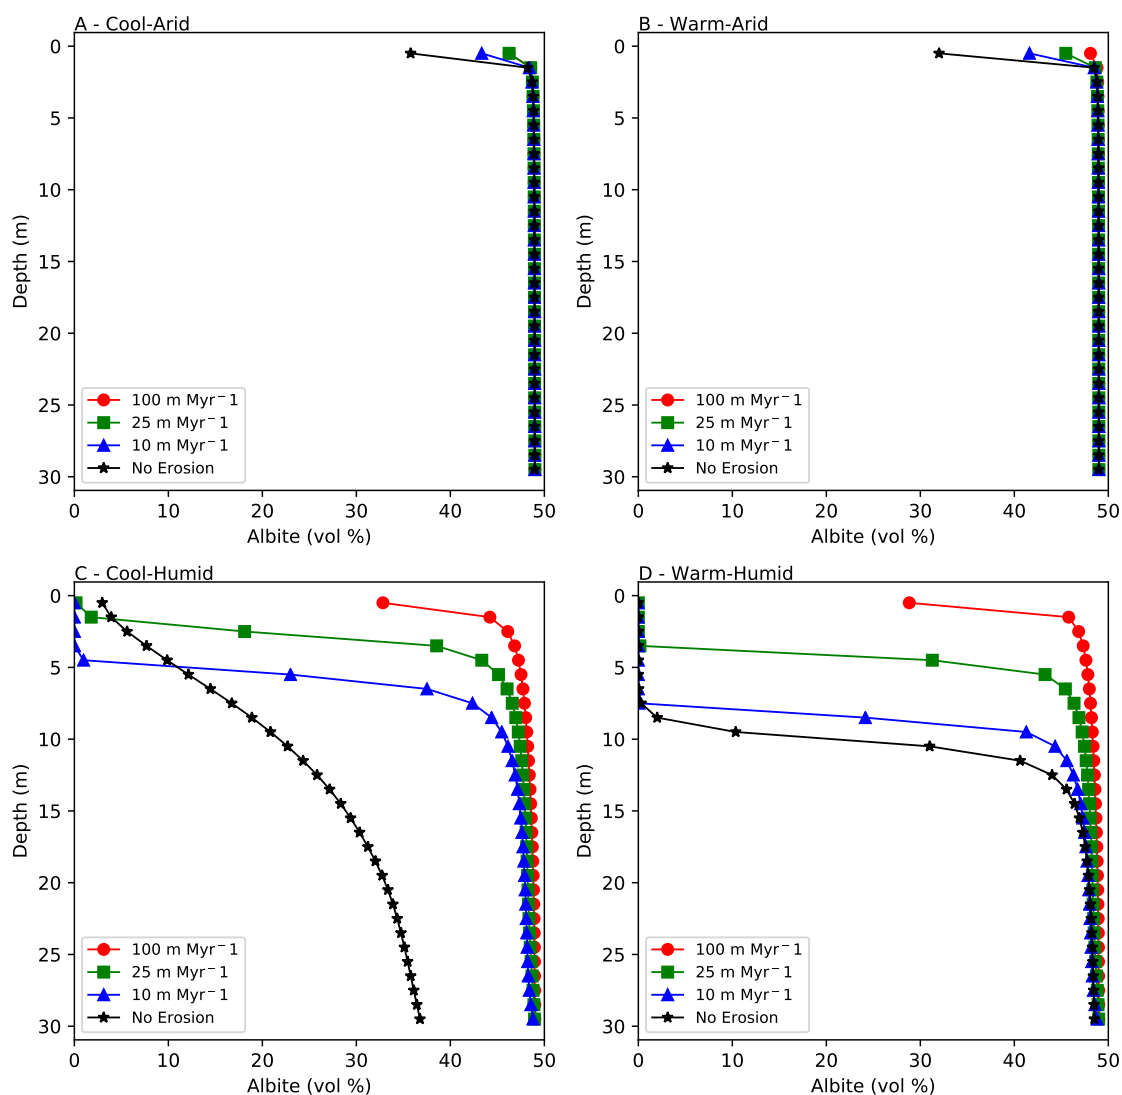 A - Cool-Arid
0
5
10
15
20
25
30
Depth (m)
100 m Myr⁻1
25 m Myr⁻1
10 m Myr⁻1
No Erosion
0 10 20 30 40 50
Albite (vol %)
B - Warm-Arid
0
5
10
15
20
25
30
Depth (m)
100 m Myr⁻1
25 m Myr⁻1
10 m Myr⁻1
No Erosion
0 10 20 30 40 50
Albite (vol %)
C - Cool-Humid
0
5
10
15
20
25
30
Depth (m)
100 m Myr⁻1
25 m Myr⁻1
10 m Myr⁻1
No Erosion
0 10 20 30 40 50
Albite (vol %)
D - Warm-Humid
0
5
10
15
20
25
30
Depth (m)
100 m Myr⁻1
25 m Myr⁻1
10 m Myr⁻1
No Erosion
0 10 20 30 40 50
Albite (vol %)